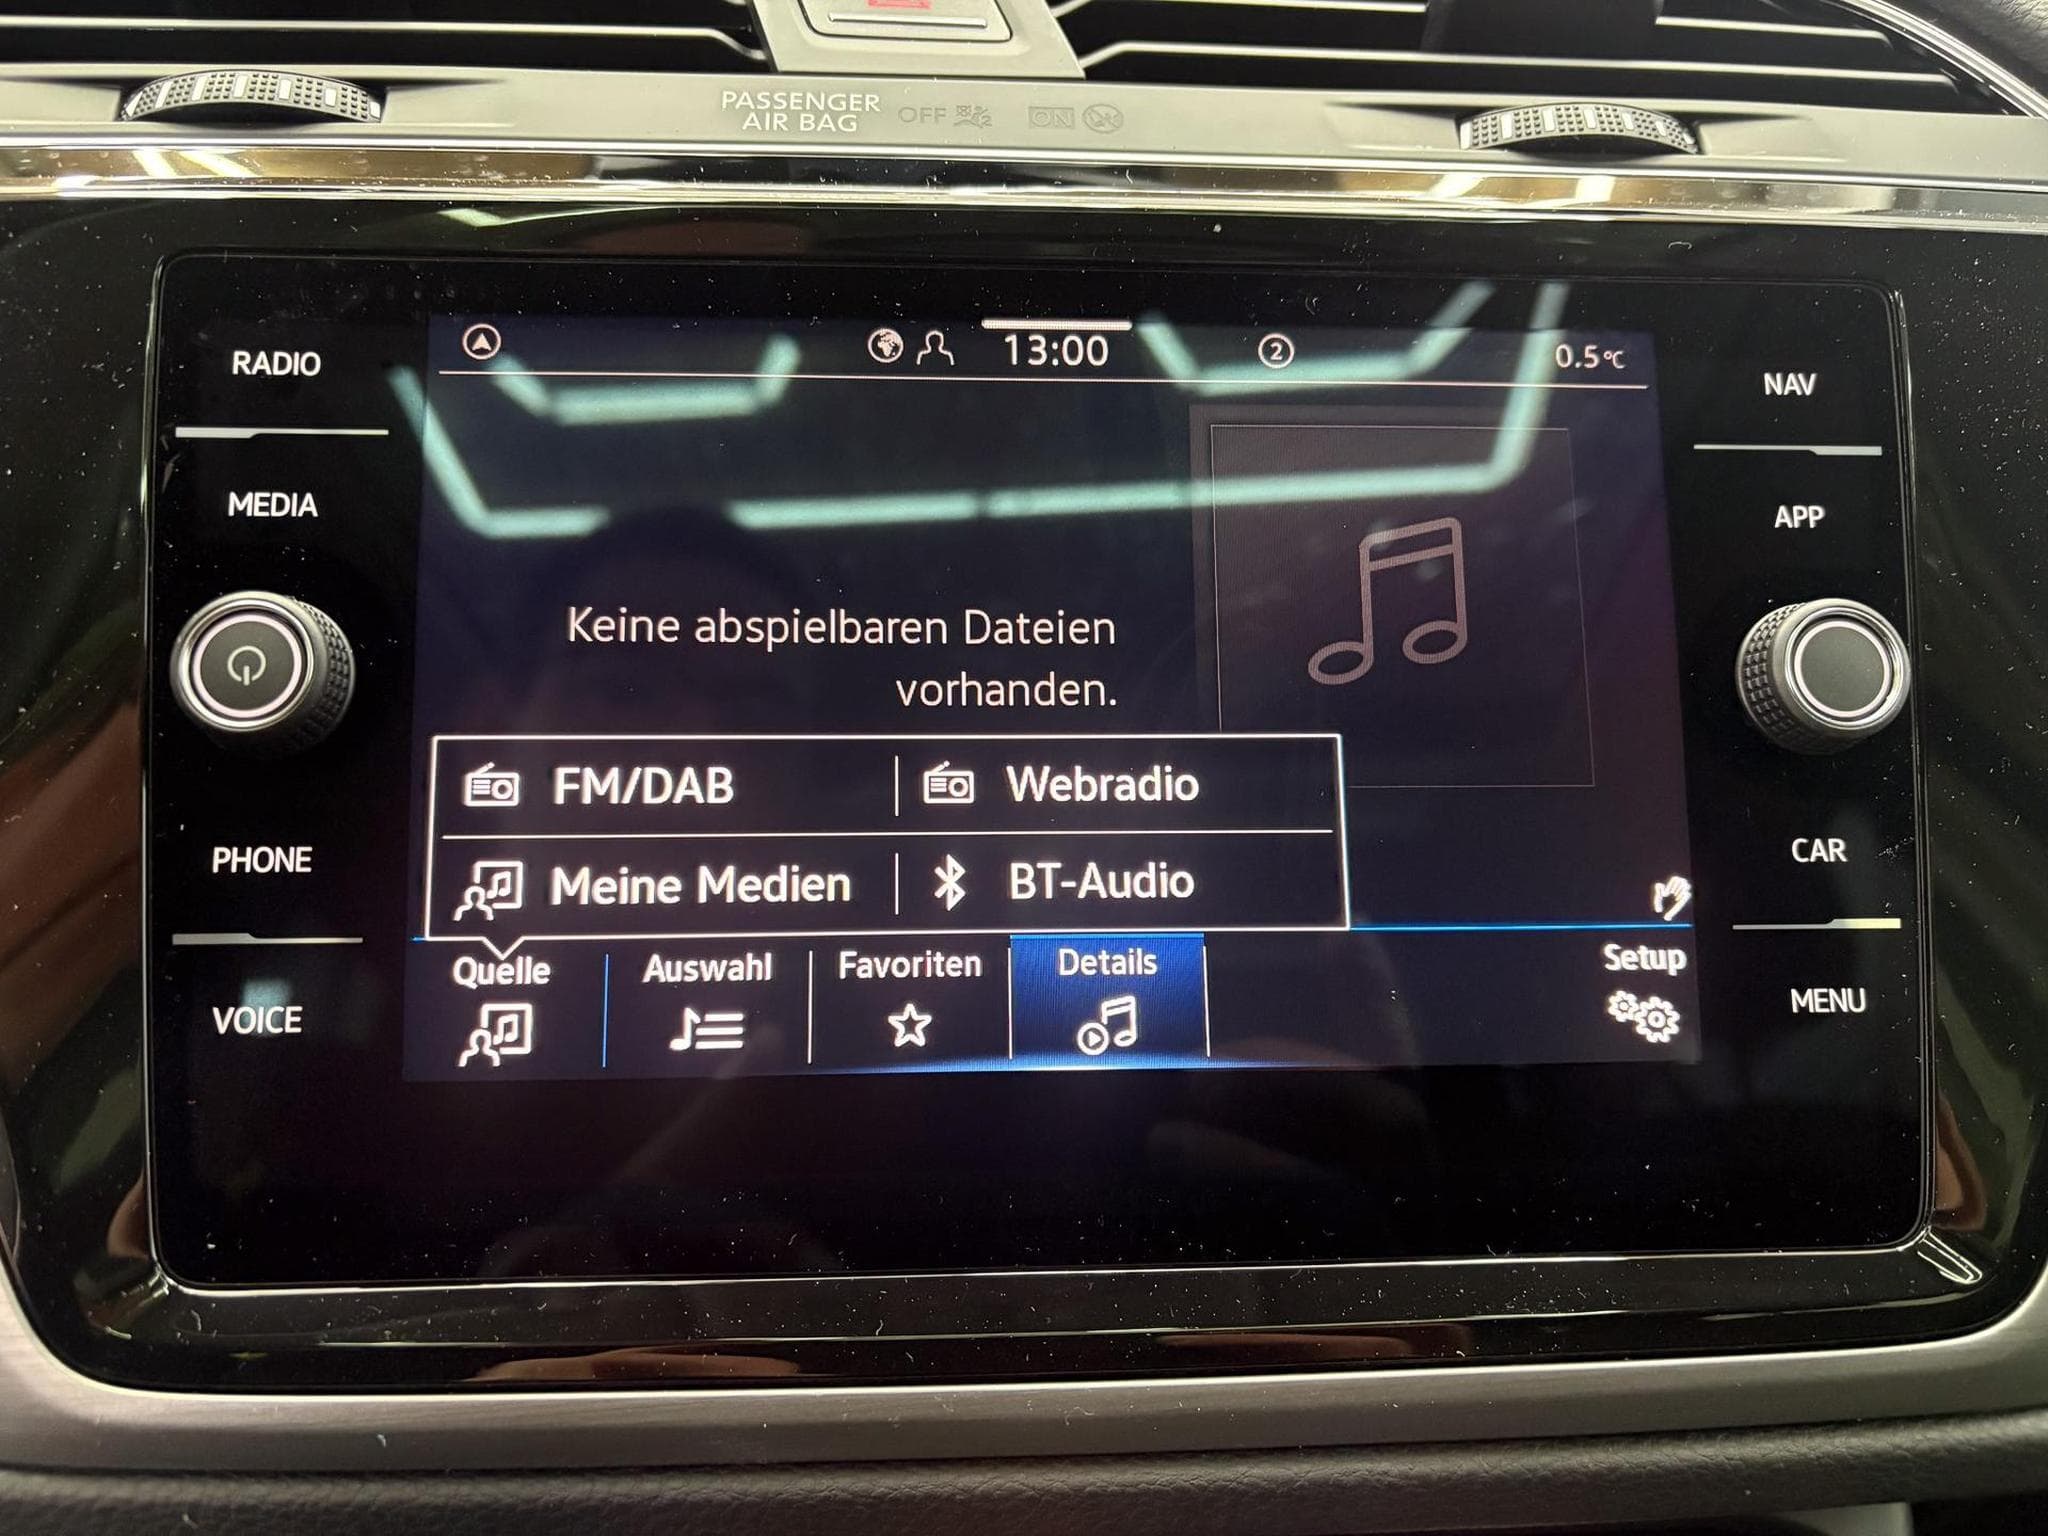 PASSENGER
AIR BAG
OFF
ON
RADIO
MEDIA
PHONE
VOICE
13:00
2
0.5°C
Keine abspielbaren Dateien
vorhanden.
FM/DAB
Webradio
Meine Medien
BT-Audio
Quelle
Auswahl
Favoriten
Details
Setup
NAV
APP
CAR
MENU